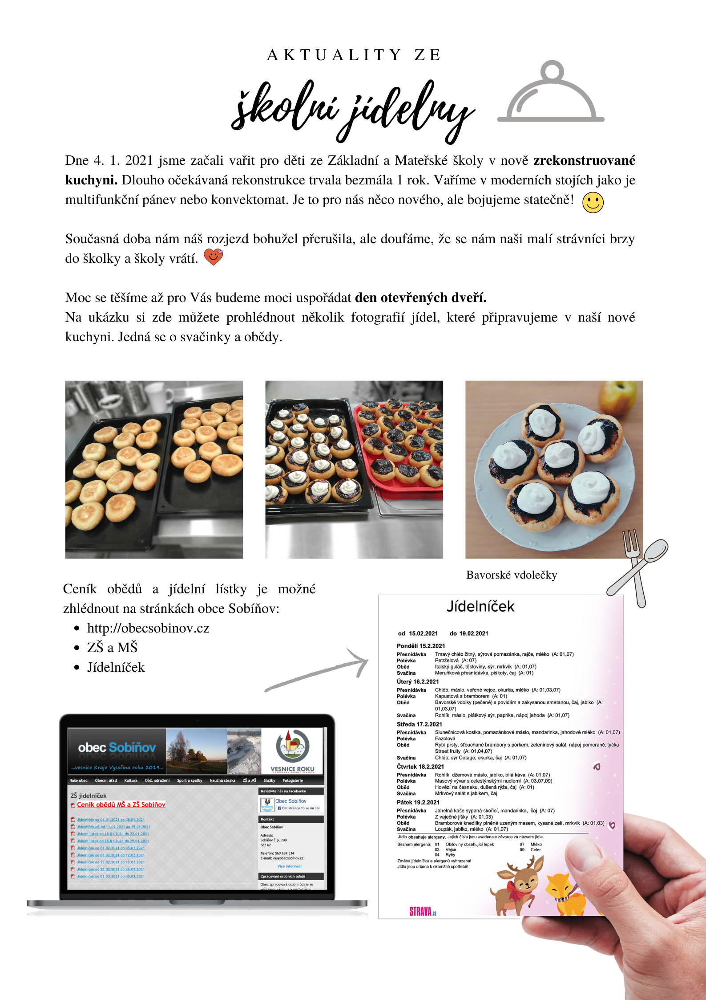 AKTUALITY ZE
školní jídelny
Dne 4. 1. 2021 jsme začali vařit pro děti ze Základní a Mateřské školy v nově zrekonstruované
kuchyni. Dlouho očekávaná rekonstrukce trvala bezmála 1 rok. Vaříme v moderních stojích jako je
multifunkční pánev nebo konvektomat. Je to pro nás něco nového, ale bojujeme statečně!
Současná doba nám náš rozjezd bohužel přerušila, ale doufáme, že se nám naši malí strávníci brzy
do školky a školy vrátí.
Moc se těšíme až pro Vás budeme moci uspořádat den otevřených dveří.
Na ukázku si zde můžete prohlédnout několik fotografií jídel, které připravujeme v naší nové
kuchyni. Jedná se o svačinky a obědy.
Bavorské vdolečky
Ceník obědů a jídelní lístky je možné
zhlédnout na stránkách obce Sobíňov:
• http://obecsobinov.cz
• ZŠ a MŠ
• Jídelníček
obec Sobíňov
...vesnice Kraje Vysočina roku 2019...
VESNICE ROKU
V PROGRAMU OBNOVY VENKOVA
Naše obec Obecní úřad Kultura Obč. sdružení Sport a spolky Naučná stezka ZŠ a MŠ Služby Fotogalerie
ZŠ jídelníček
Ceník obědů MŠ a ZŠ Sobíňov
Jídelníček od 04.01.2021 do 08.01.2021
Jídelníček MŠ od 11.01.2021 do 15.01.2021
Jídelní lístek od 18.01.2021 do 22.01.2021
Jídelní lístek od 25.01.2021 do 29.01.2021
Jídelníček od 01.02.2021 do 05.02.2021
Jídelníček od 08.02.2021 do 12.02.2021
Jídelníček od 15.02.2021 do 19.02.2021
Jídelníček od 22.02.2021 do 26.02.2021
Jídelníček od 01.03.2021 do 05.03.2021
Navštivte nás na facebooku
Obec Sobíňov
Dát stránce To se mi líbí
Kontakt
Obec Sobíňov
Adresa:
Sobíňov č.p. 200
582 62
Telefon: 569 694 534
E-mail: ou@obecsobinov.cz
Více informací
Zpracování osobních údajů
Obec zpracovává osobní údaje ve
veřejném zájmu a v nezbytném
Jídelníček
od 15.02.2021 do 19.02.2021
Pondělí 15.2.2021
Přesnídávka Tmavý chléb žitný, sýrová pomazánka, rajče, mléko (A: 01,07)
Polévka Petrželová (A: 07)
Oběd Italský guláš, těstoviny, sýr, mrkvík (A: 01,07)
Svačina Meruňková přesnídávka, piškoty, čaj (A: 01)
Úterý 16.2.2021
Přesnídávka Chléb, máslo, vařené vejce, okurka, mléko (A: 01,03,07)
Polévka Kapustová s bramborem (A: 01)
Oběd Bavorské vdolky (pečené) s povidlím a zakysanou smetanou, čaj, jablko (A:
01,03,07)
Svačina Rohlík, máslo, plátkový sýr, paprika, nápoj jahoda (A: 01,07)
Středa 17.2.2021
Přesnídávka Slunečnicová kostka, pomazánkové máslo, mandarinka, jahodové mléko (A: 01,07)
Polévka Fazolová
Oběd Rybí prsty, šťouchané brambory s pórkem, zeleninový salát, nápoj pomeranč, tyčka
Street fruity (A: 01,04,07)
Svačina Chléb, sýr Cotage, okurka, čaj (A: 01,07)
Čtvrtek 18.2.2021
Přesnídávka Rohlík, džemové máslo, jablko, bílá káva (A: 01,07)
Polévka Masový vývar s celestýnskými nudlemi (A: 03,07,09)
Oběd Hovězí na česneku, dušená rýže, čaj (A: 01)
Svačina Mrkvový salát s jablkem, čaj
Pátek 19.2.2021
Přesnídávka Jahelná kaše sypaná skořicí, mandarinka, čaj (A: 07)
Polévka Z vaječné jíšky (A: 01,03)
Oběd Bramborové knedlíky plněné uzeným masem, kysané zelí, mrkvík (A: 01,03)
Svačina Loupák, jablko, mléko (A: 01,07)
Jídlo obsahuje alergeny. Jejich čísla jsou uvedena v závorce za názvem jídla.
Seznam alergenů: 01 Obiloviny obsahující lepek 07 Mléko
03 Vejce 09 Celer
04 Ryby
Změna jídelníčku a alergenů vyhrazena!
Jídla jsou určena k okamžité spotřebě!
STRAVA.cz